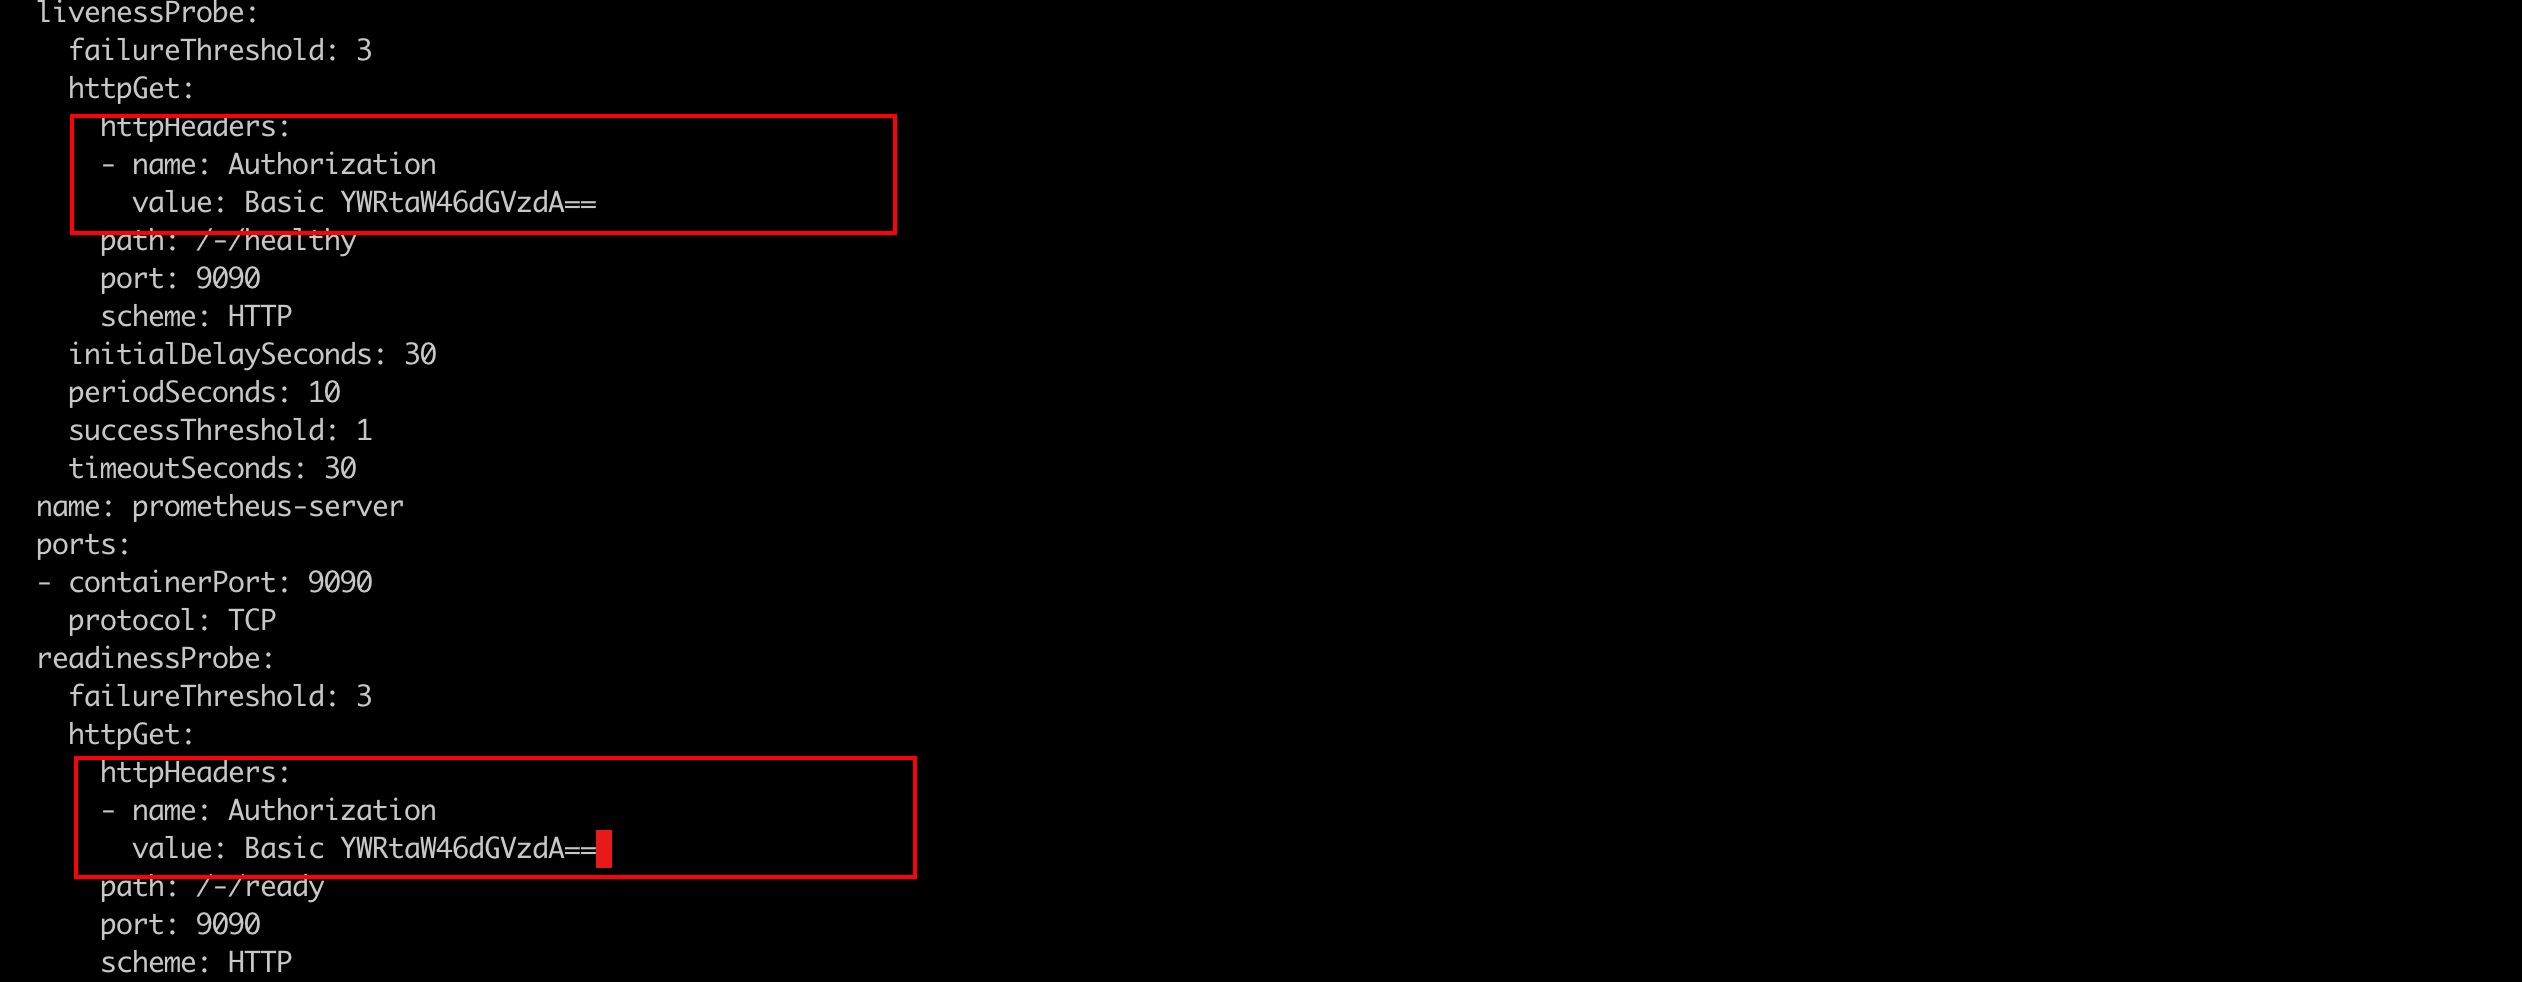 livenessProbe:
  failureThreshold: 3
  httpGet:
    httpHeaders:
    - name: Authorization
      value: Basic YWRtaW46dGVzdA==
    path: /-/healthy
    port: 9090
    scheme: HTTP
  initialDelaySeconds: 30
  periodSeconds: 10
  successThreshold: 1
  timeoutSeconds: 30
name: prometheus-server
ports:
- containerPort: 9090
  protocol: TCP
readinessProbe:
  failureThreshold: 3
  httpGet:
    httpHeaders:
    - name: Authorization
      value: Basic YWRtaW46dGVzdA==
    path: /-/ready
    port: 9090
    scheme: HTTP